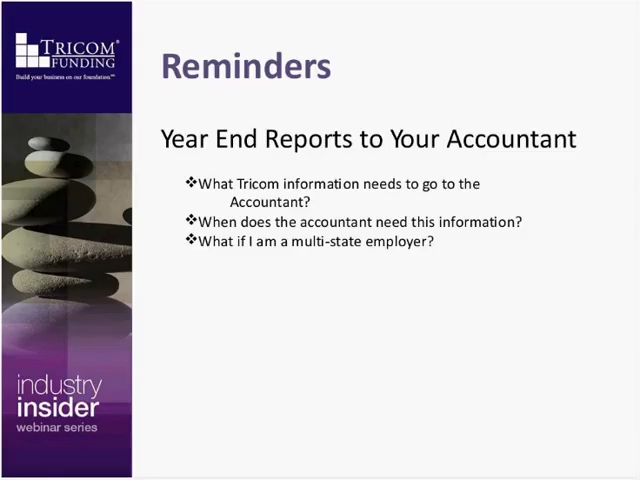 TRICOM®
FUNDING
Build your business on our foundation.℠
Reminders
Year End Reports to Your Accountant
❖What Tricom information needs to go to the
Accountant?
❖When does the accountant need this information?
❖What if I am a multi-state employer?
industry
insider
webinar series